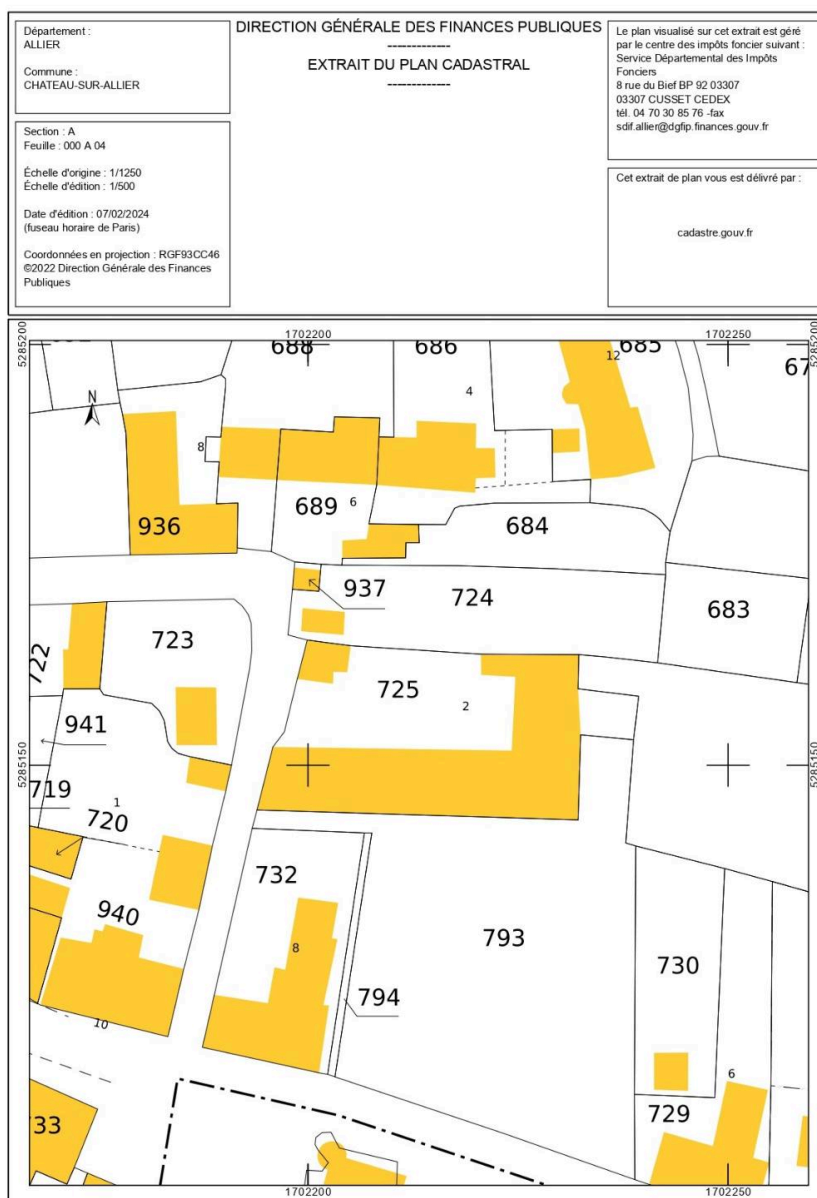 Département :
ALLIER
Commune :
CHATEAU-SUR-ALLIER
Section : A
Feuille : 000 A 04
Échelle d'origine : 1/1250
Échelle d'édition : 1/500
Date d'édition : 07/02/2024
(fuseau horaire de Paris)
Coordonnées en projection : RGF93CC46
©2022 Direction Générale des Finances
Publiques
DIRECTION GÉNÉRALE DES FINANCES PUBLIQUES
-------------
EXTRAIT DU PLAN CADASTRAL
-------------
Le plan visualisé sur cet extrait est géré
par le centre des impôts foncier suivant :
Service Départemental des Impôts
Fonciers
8 rue du Bief BP 92 03307
03307 CUSSET CEDEX
tél. 04 70 30 85 76 -fax
sdif.allier@dgfip.finances.gouv.fr
Cet extrait de plan vous est délivré par :
cadastre.gouv.fr
1702200
1702250
5285200
5285200
688
686
685
12
67
4
N
8
936
689
6
684
937
724
683
723
722
725
2
941
5285150
5285150
719
1
720
732
940
793
730
8
794
10
6
729
733
1702200
1702250